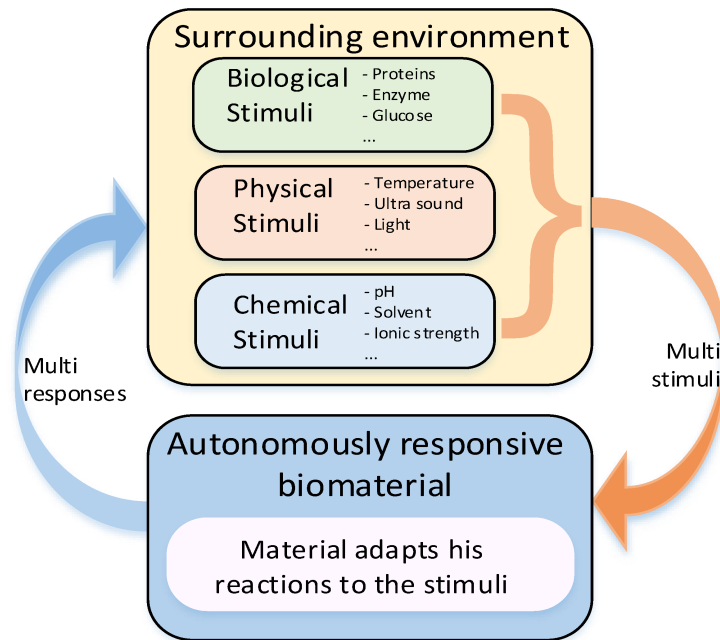 Surrounding environment
Biological
Stimuli
- Proteins
- Enzyme
- Glucose
...
Physical
Stimuli
- Temperature
- Ultra sound
- Light
...
Chemical
Stimuli
- pH
- Solvent
- Ionic strength
...
Multi
responses
Multi
stimuli
Autonomously responsive
biomaterial
Material adapts his
reactions to the stimuli